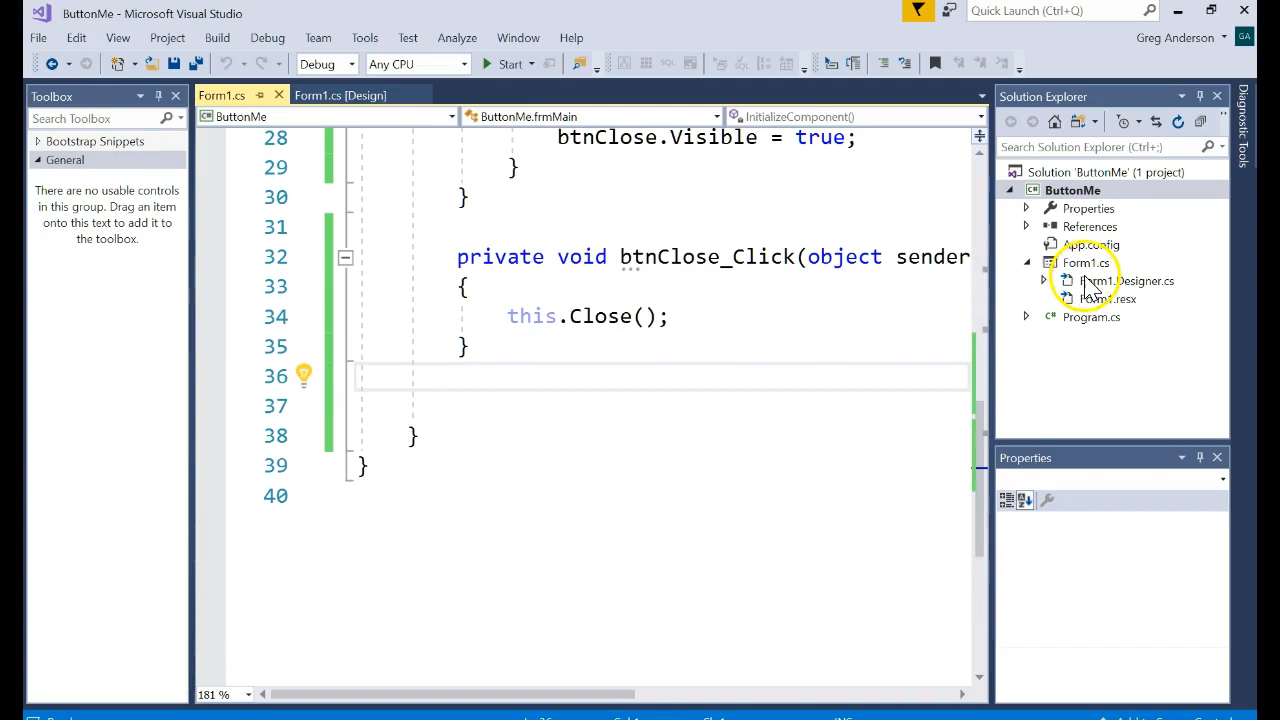 ButtonMe - Microsoft Visual Studio
Quick Launch (Ctrl+Q)
File Edit View Project Build Debug Team Tools Test Analyze Window Help
Greg Anderson GA
Debug Any CPU Start
Toolbox
Search Toolbox
Bootstrap Snippets
General
There are no usable controls
in this group. Drag an item
onto this text to add it to the
toolbox.
Form1.cs Form1.cs [Design]
ButtonMe ButtonMe.frmMain InitializeComponent()
28 btnClose.Visible = true;
29 }
30 }
31
32 private void btnClose_Click(object sender
33 {
34 this.Close();
35 }
36
37
38 }
39 }
40
181 %
Solution Explorer
Search Solution Explorer (Ctrl+;)
Solution 'ButtonMe' (1 project)
ButtonMe
Properties
References
App.config
Form1.cs
Form1.Designer.cs
Form1.resx
Program.cs
Properties
Diagnostic Tools